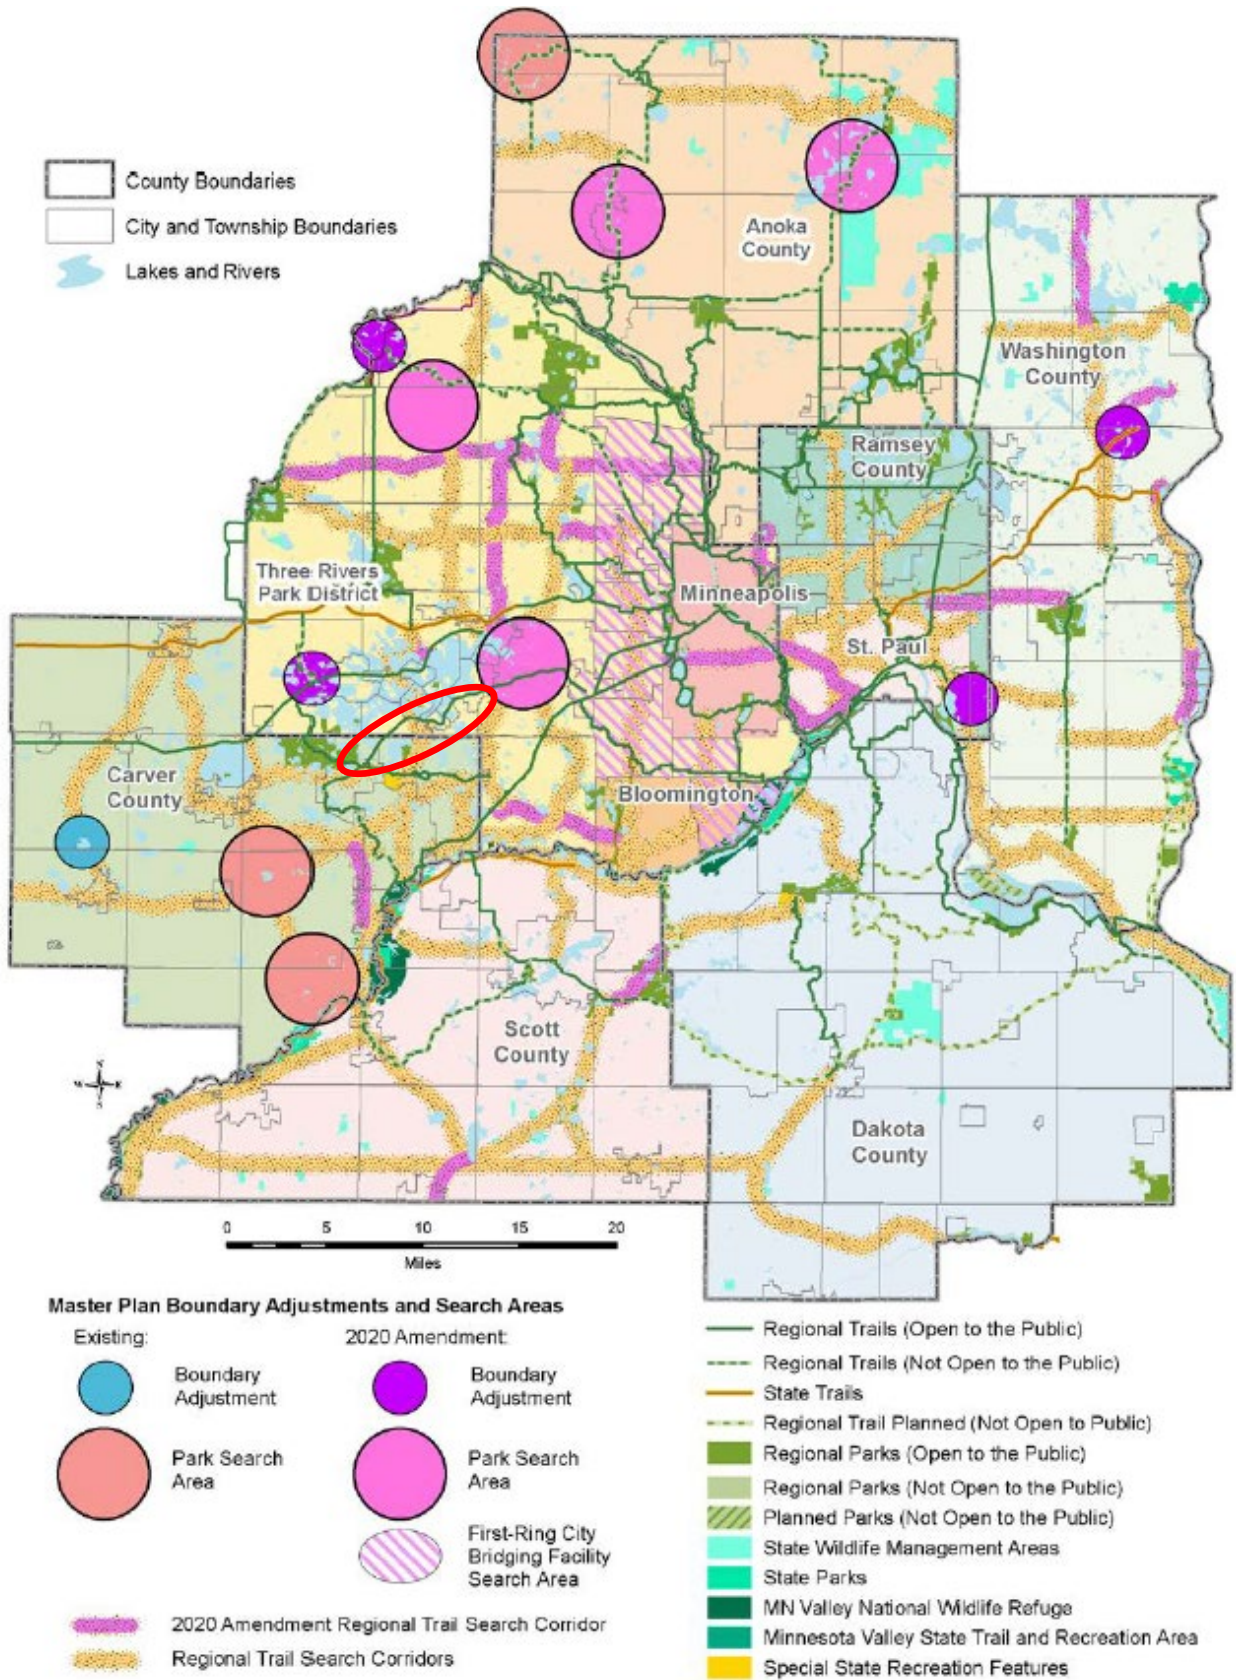 County Boundaries
City and Township Boundaries
Lakes and Rivers
Anoka
County
Washington
County
Ramsey
County
Three Rivers
Park District
Minneapolis
St. Paul
Carver
County
Bloomington
Scott
County
Dakota
County
N
W
E
S
0 5 10 15 20
Miles
Master Plan Boundary Adjustments and Search Areas
Existing:
Boundary
Adjustment
Park Search
Area
2020 Amendment:
Boundary
Adjustment
Park Search
Area
First-Ring City
Bridging Facility
Search Area
2020 Amendment Regional Trail Search Corridor
Regional Trail Search Corridors
Regional Trails (Open to the Public)
Regional Trails (Not Open to the Public)
State Trails
Regional Trail Planned (Not Open to Public)
Regional Parks (Open to the Public)
Regional Parks (Not Open to the Public)
Planned Parks (Not Open to the Public)
State Wildlife Management Areas
State Parks
MN Valley National Wildlife Refuge
Minnesota Valley State Trail and Recreation Area
Special State Recreation Features